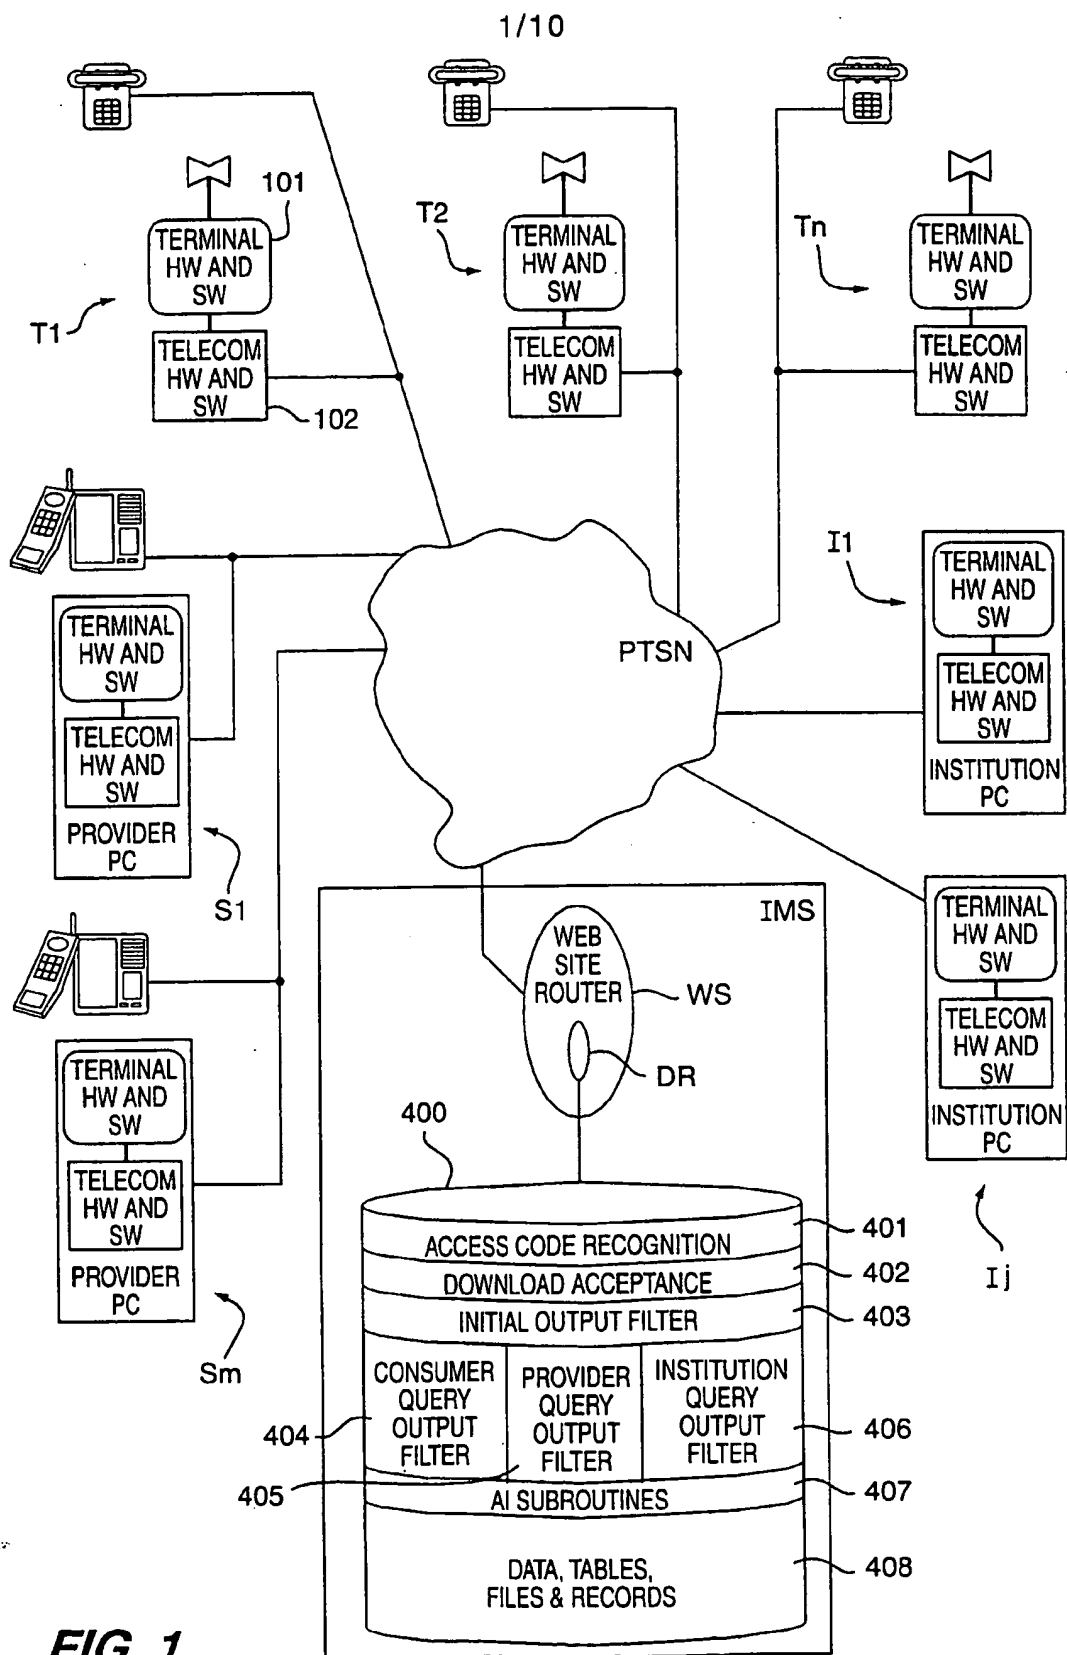 1/10
101
TERMINAL
HW AND
SW
T1
TELECOM
HW AND
SW
102
T2
TERMINAL
HW AND
SW
TELECOM
HW AND
SW
Tn
TERMINAL
HW AND
SW
TELECOM
HW AND
SW
PTSN
I1
TERMINAL
HW AND
SW
TELECOM
HW AND
SW
INSTITUTION
PC
TERMINAL
HW AND
SW
TELECOM
HW AND
SW
PROVIDER
PC
S1
TERMINAL
HW AND
SW
TELECOM
HW AND
SW
INSTITUTION
PC
Ij
TERMINAL
HW AND
SW
TELECOM
HW AND
SW
PROVIDER
PC
Sm
IMS
WEB
SITE
ROUTER
WS
DR
400
ACCESS CODE RECOGNITION
401
DOWNLOAD ACCEPTANCE
402
INITIAL OUTPUT FILTER
403
CONSUMER
QUERY
OUTPUT
FILTER
404
PROVIDER
QUERY
OUTPUT
FILTER
405
INSTITUTION
QUERY
OUTPUT
FILTER
406
AI SUBROUTINES
407
DATA, TABLES,
FILES & RECORDS
408
FIG. 1